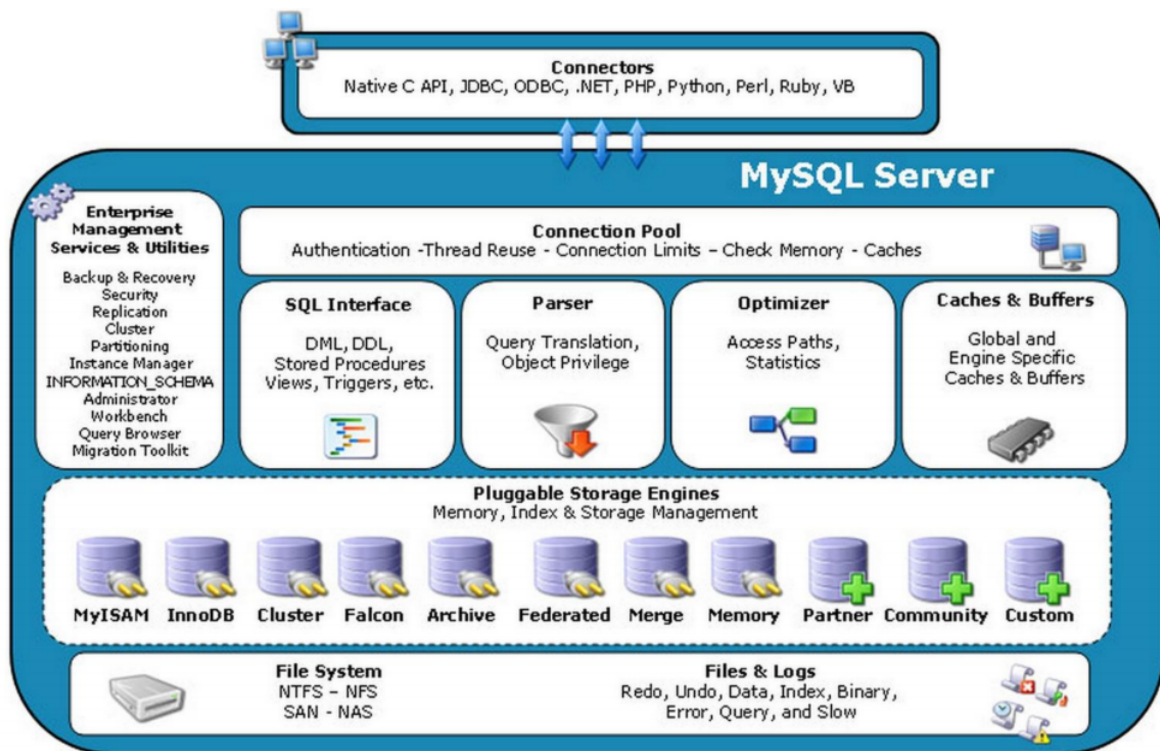 Connectors
Native C API, JDBC, ODBC, .NET, PHP, Python, Perl, Ruby, VB
MySQL Server
Enterprise
Management
Services & Utilities
Backup & Recovery
Security
Replication
Cluster
Partitioning
Instance Manager
INFORMATION_SCHEMA
Administrator
Workbench
Query Browser
Migration Toolkit
Connection Pool
Authentication -Thread Reuse - Connection Limits – Check Memory - Caches
SQL Interface
DML, DDL,
Stored Procedures
Views, Triggers, etc.
Parser
Query Translation,
Object Privilege
Optimizer
Access Paths,
Statistics
Caches & Buffers
Global and
Engine Specific
Caches & Buffers
Pluggable Storage Engines
Memory, Index & Storage Management
MyISAM InnoDB Cluster Falcon Archive Federated Merge Memory Partner Community Custom
File System
NTFS – NFS
SAN - NAS
Files & Logs
Redo, Undo, Data, Index, Binary,
Error, Query, and Slow